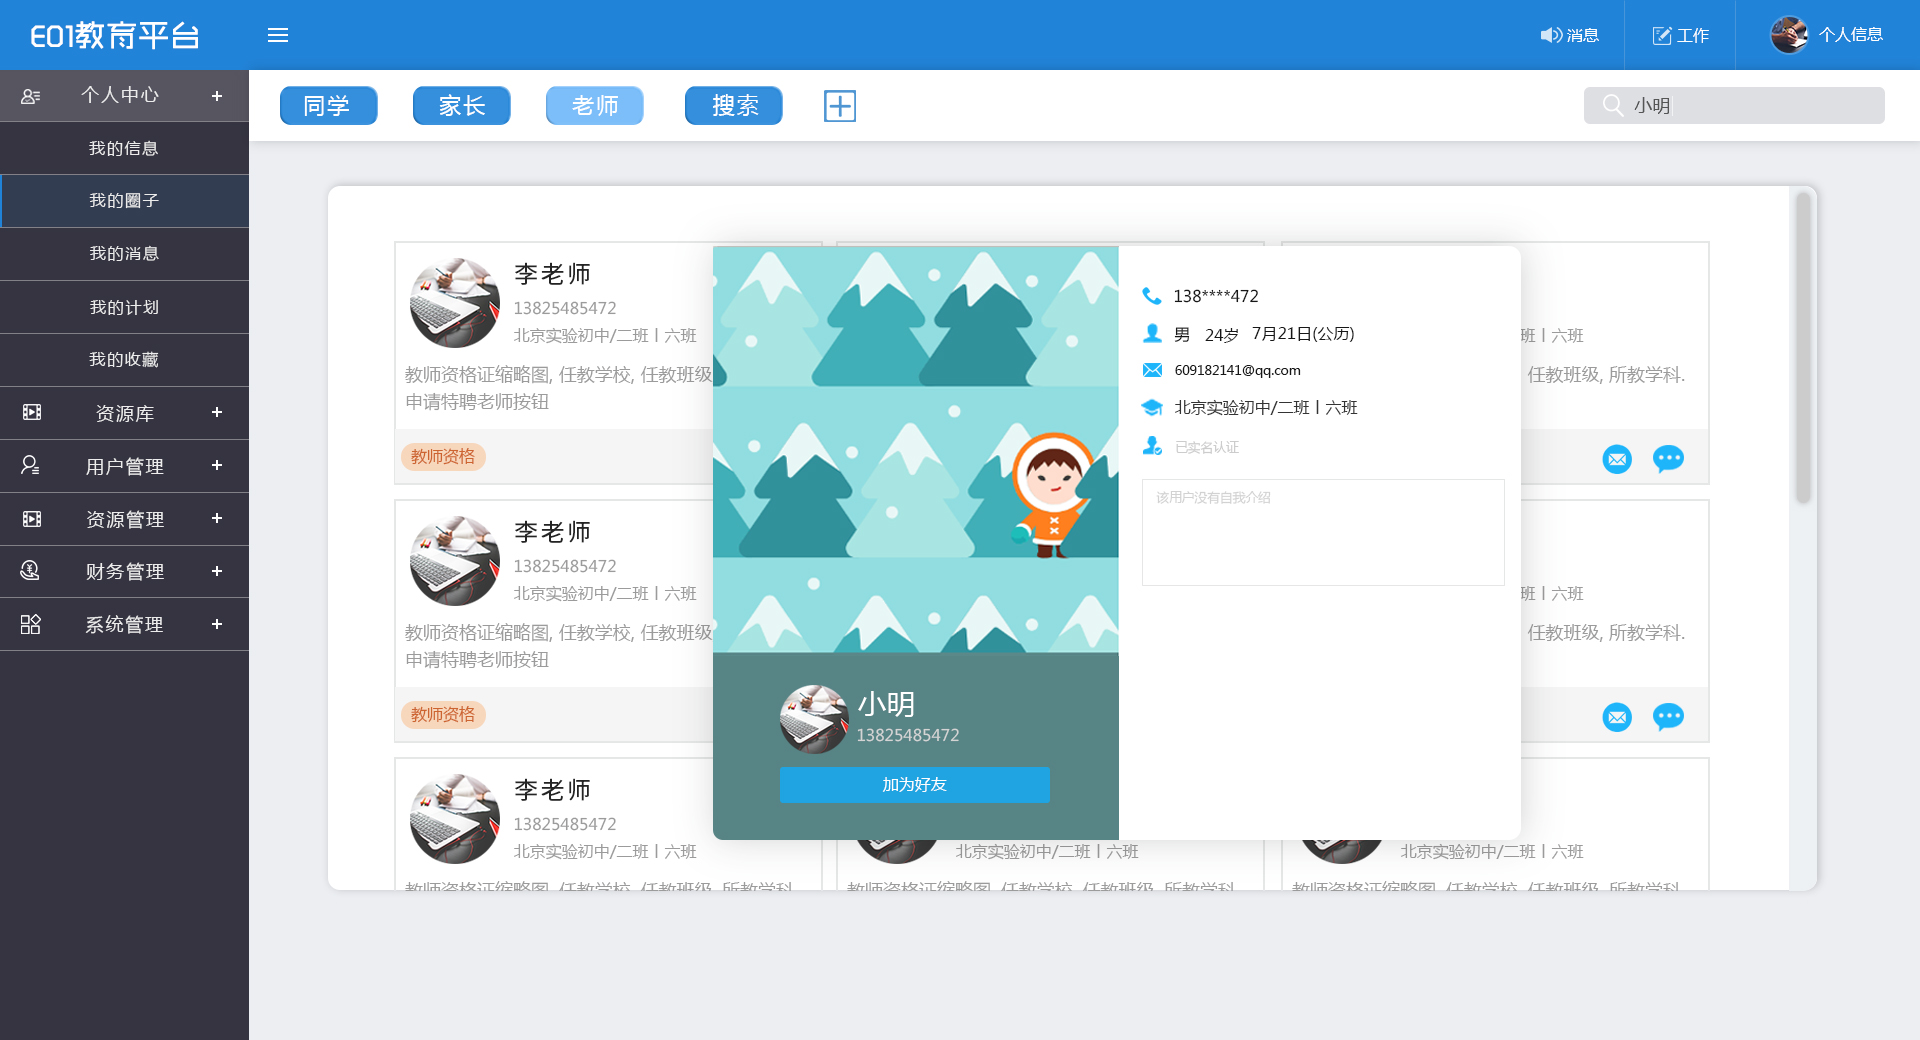 E01教育平台
消息
工作
个人信息
个人中心
我的信息
我的圈子
我的消息
我的计划
我的收藏
资源库
用户管理
资源管理
财务管理
系统管理
同学
家长
老师
搜索
小明
李老师
13825485472
北京实验初中/二班 | 六班
教师资格证缩略图, 任教学校, 任教班级
申请特聘老师按钮
教师资格
班 | 六班
任教班级, 所教学科.
李老师
13825485472
北京实验初中/二班 | 六班
教师资格证缩略图, 任教学校, 任教班级
申请特聘老师按钮
教师资格
班 | 六班
任教班级, 所教学科.
李老师
13825485472
北京实验初中/二班 | 六班
教师资格证缩略图, 任教学校, 任教班级, 所教学科
北京实验初中/二班 | 六班
教师资格证缩略图, 任教学校, 任教班级, 所教学科
北京实验初中/二班 | 六班
教师资格证缩略图, 任教学校, 任教班级, 所教学科
小明
13825485472
加为好友
138****472
男 24岁 7月21日(公历)
609182141@qq.com
北京实验初中/二班 | 六班
已实名认证
该用户没有自我介绍